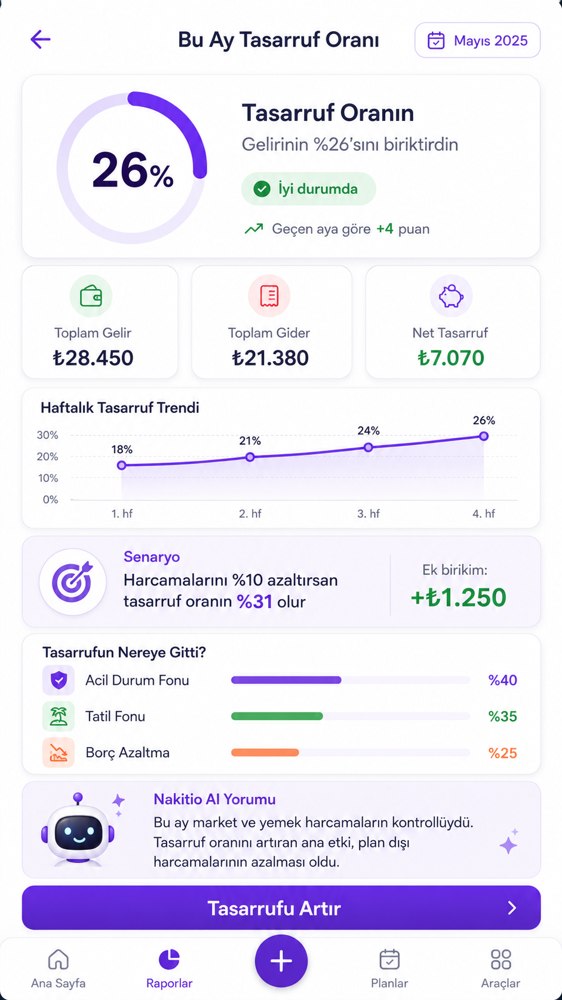 Bu Ay Tasarruf Oranı
Mayıs 2025
26%
Tasarruf Oranın
Gelirinin %26’sını biriktirdin
İyi durumda
Geçen aya göre +4 puan
Toplam Gelir
₺28.450
Toplam Gider
₺21.380
Net Tasarruf
₺7.070
Haftalık Tasarruf Trendi
30%
20%
10%
0%
18%
21%
24%
26%
1. hf
2. hf
3. hf
4. hf
Senaryo
Harcamalarını %10 azaltırsan
tasarruf oranın %31 olur
Ek birikim:
+₺1.250
Tasarrufun Nereye Gitti?
Acil Durum Fonu
%40
Tatil Fonu
%35
Borç Azaltma
%25
Nakitio AI Yorumu
Bu ay market ve yemek harcamaların kontrollüydü.
Tasarruf oranını artıran ana etki, plan dışı
harcamalarının azalması oldu.
Tasarrufu Artır
Ana Sayfa
Raporlar
Planlar
Araçlar